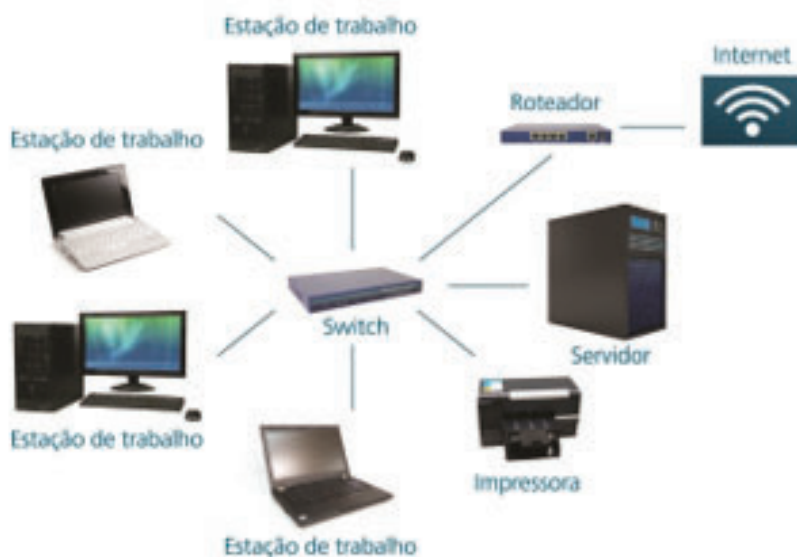 Estação de trabalho
Internet
Roteador
Estação de trabalho
Switch
Servidor
Estação de trabalho
Impressora
Estação de trabalho